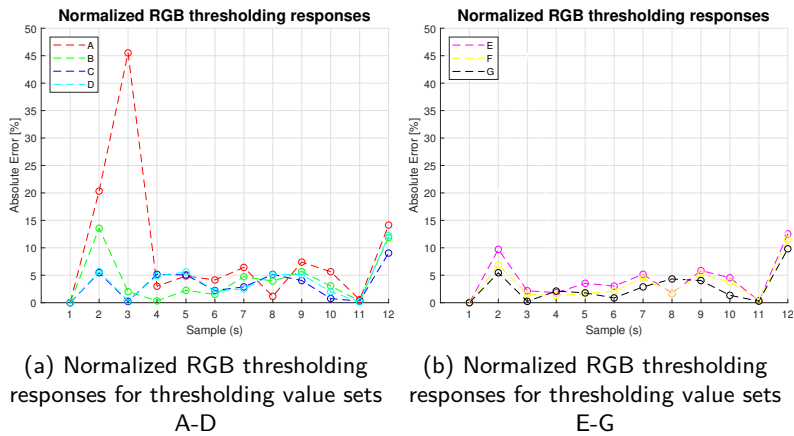 Normalized RGB thresholding responses
50
45
40
35
30
25
20
15
10
5
0
Absolute Error [%]
A
B
C
D
1 2 3 4 5 6 7 8 9 10 11 12
Sample (s)
(a) Normalized RGB thresholding
responses for thresholding value sets
A-D
Normalized RGB thresholding responses
50
45
40
35
30
25
20
15
10
5
0
Absolute Error [%]
E
F
G
1 2 3 4 5 6 7 8 9 10 11 12
Sample (s)
(b) Normalized RGB thresholding
responses for thresholding value sets
E-G